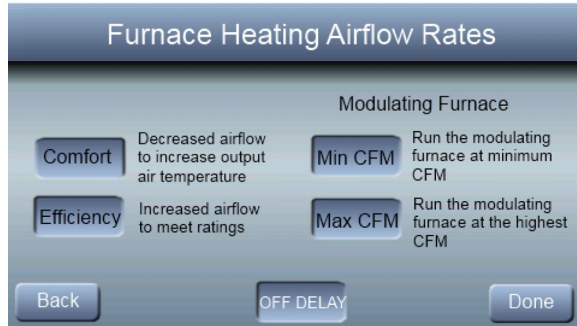 Furnace Heating Airflow Rates
Modulating Furnace
Comfort
Decreased airflow
to increase output
air temperature
Min CFM
Run the modulating
furnace at minimum
CFM
Efficiency
Increased airflow
to meet ratings
Max CFM
Run the modulating
furnace at the highest
CFM
Back
OFF DELAY
Done